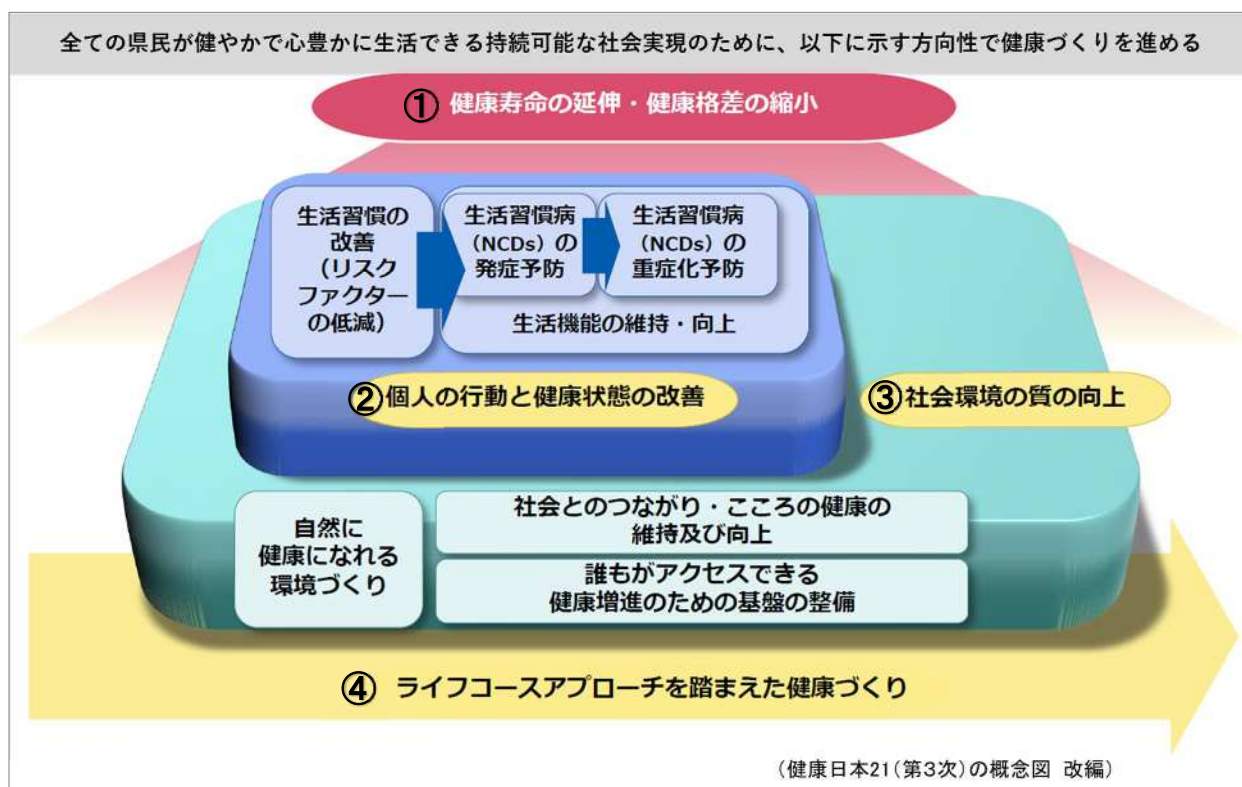 全ての県民が健やかで心豊かに生活できる持続可能な社会実現のために、以下に示す方向性で健康づくりを進める
① 健康寿命の延伸・健康格差の縮小
生活習慣の
改善
（リスク
ファクター
の低減）
生活習慣病
（NCDs）の
発症予防
生活習慣病
（NCDs）の
重症化予防
生活機能の維持・向上
②個人の行動と健康状態の改善
③社会環境の質の向上
自然に
健康になれる
環境づくり
社会とのつながり・こころの健康の
維持及び向上
誰もがアクセスできる
健康増進のための基盤の整備
④ ライフコースアプローチを踏まえた健康づくり
（健康日本21（第3次）の概念図 改編）